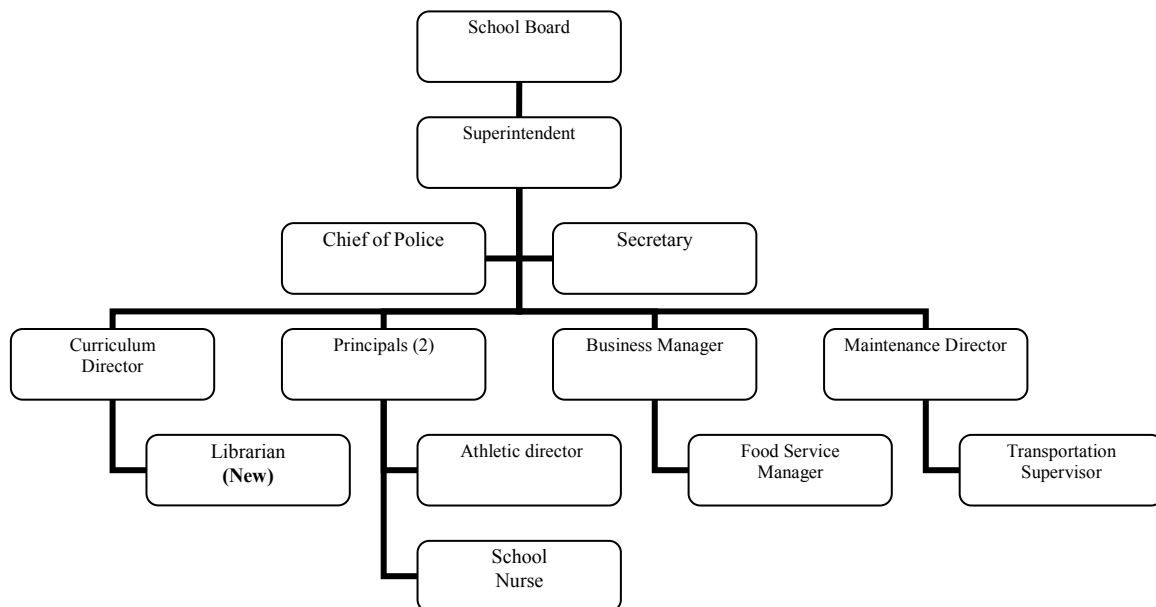 School Board
Superintendent
Chief of Police
Secretary
Curriculum
Director
Principals (2)
Business Manager
Maintenance Director
Librarian
(New)
Athletic director
Food Service
Manager
Transportation
Supervisor
School
Nurse